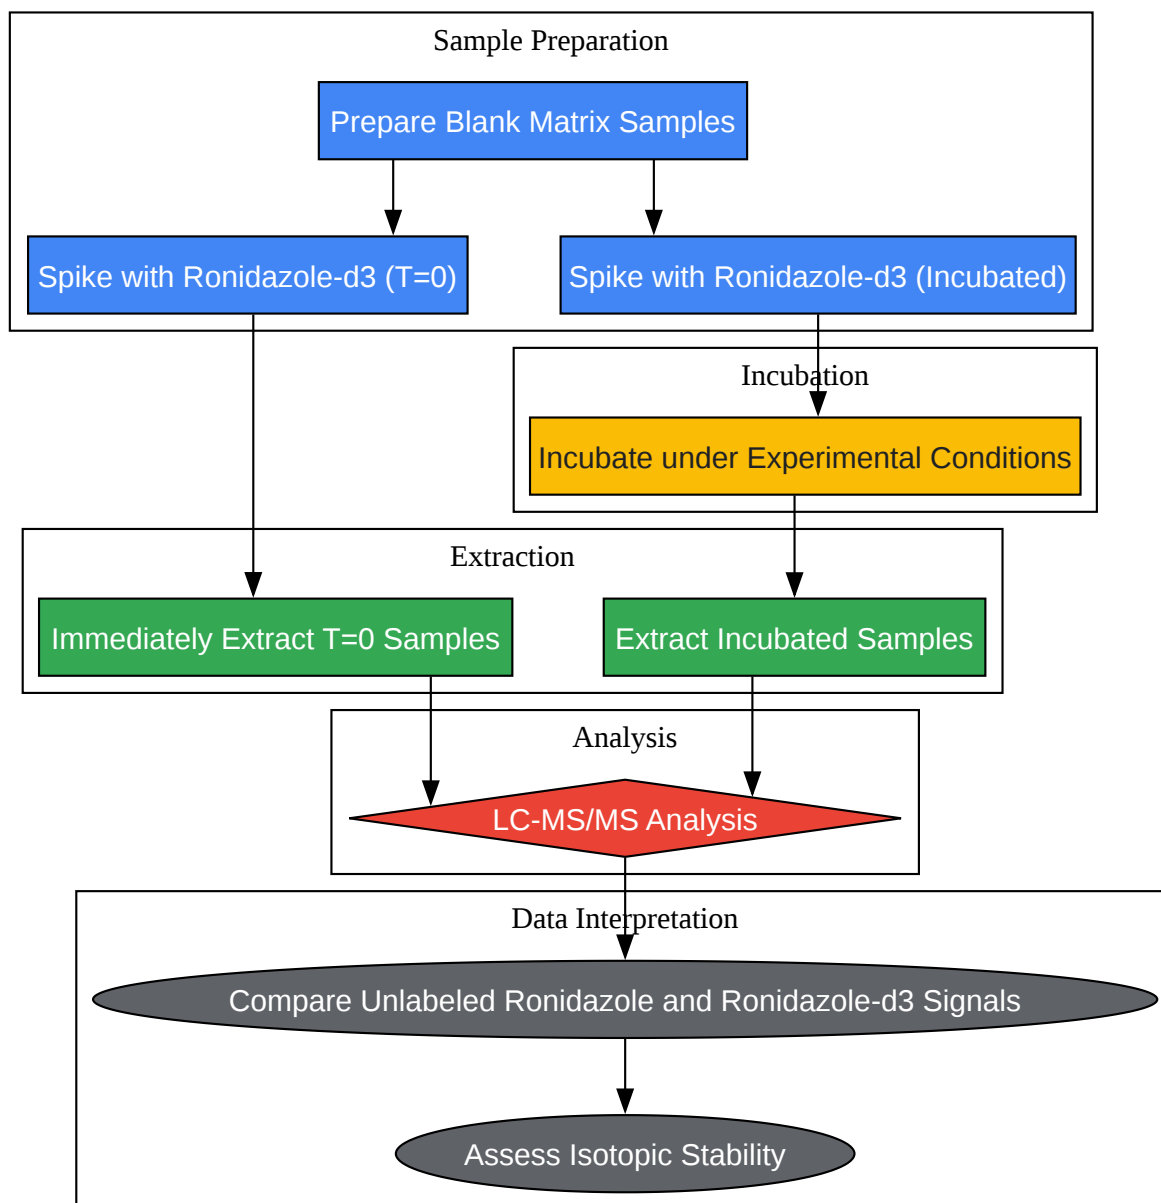 Sample Preparation
Prepare Blank Matrix Samples
Spike with Ronidazole-d3 (T=0)
Spike with Ronidazole-d3 (Incubated)
Incubation
Incubate under Experimental Conditions
Extraction
Immediately Extract T=0 Samples
Extract Incubated Samples
Analysis
LC-MS/MS Analysis
Data Interpretation
Compare Unlabeled Ronidazole and Ronidazole-d3 Signals
Assess Isotopic Stability